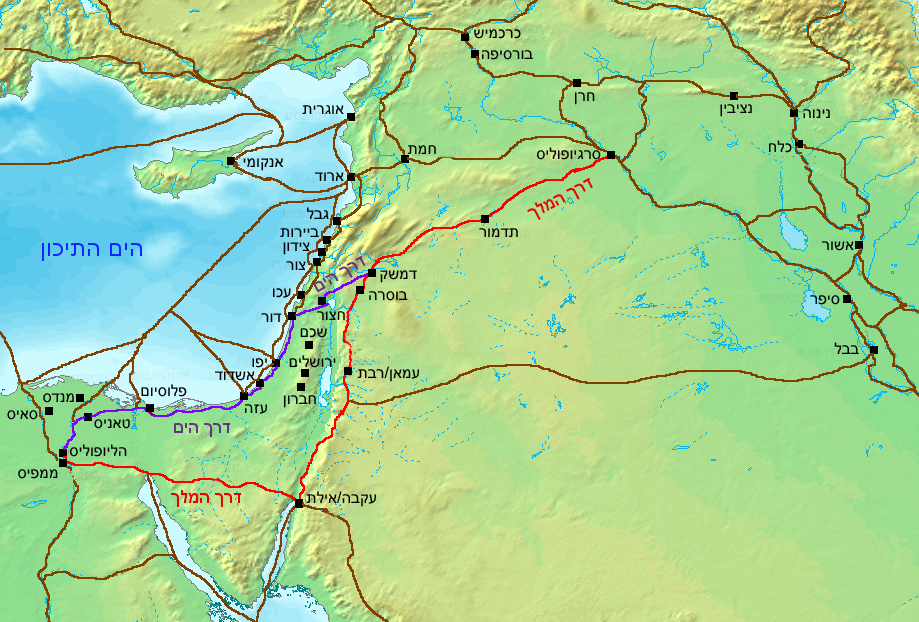 כרכמיש
בורסיפה
חרן
נציבין
נינוה
כלח
אוגרית
אנקומי
חמת
ארוד
סרגיופוליס
דרך המלך
תדמור
גבל
ביירות
צידון
צור
הים התיכון
אשור
דרך הים
דמשק
בוסרה
עכו
חצור
דור
סיפר
שכם
בבל
יפו
ירושלים
אשדוד
עמאן/רבת
חברון
עזה
פלוסיום
מנדס
סאיס
טאניס
דרך הים
הליופוליס
ממפיס
דרך המלך
עקבה/אילת